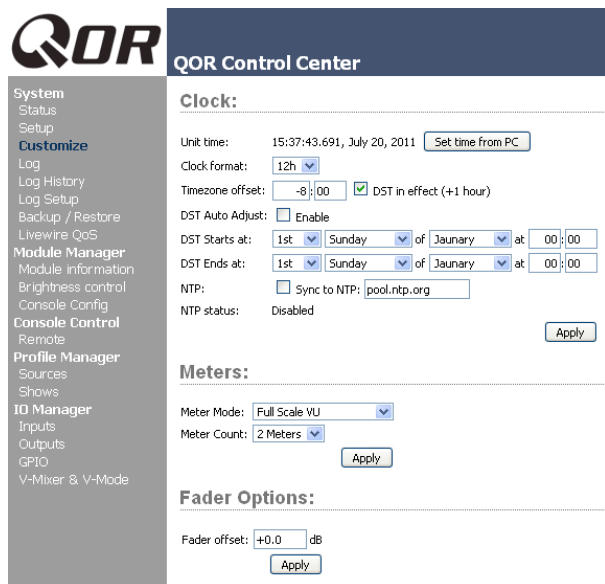 QOR
QOR Control Center
System
Status
Setup
Customize
Log
Log History
Log Setup
Backup / Restore
Livewire QoS
Module Manager
Module information
Brightness control
Console Config
Console Control
Remote
Profile Manager
Sources
Shows
IO Manager
Inputs
Outputs
GPIO
V-Mixer & V-Mode
Clock:
Unit time: 15:37:43.691, July 20, 2011 Set time from PC
Clock format: 12h
Timezone offset: -8 : 00 DST in effect (+1 hour)
DST Auto Adjust: Enable
DST Starts at: 1st Sunday of Jaunary at 00 : 00
DST Ends at: 1st Sunday of Jaunary at 00 : 00
NTP: Sync to NTP: pool.ntp.org
NTP status: Disabled
Apply
Meters:
Meter Mode: Full Scale VU
Meter Count: 2 Meters
Apply
Fader Options:
Fader offset: +0.0 dB
Apply